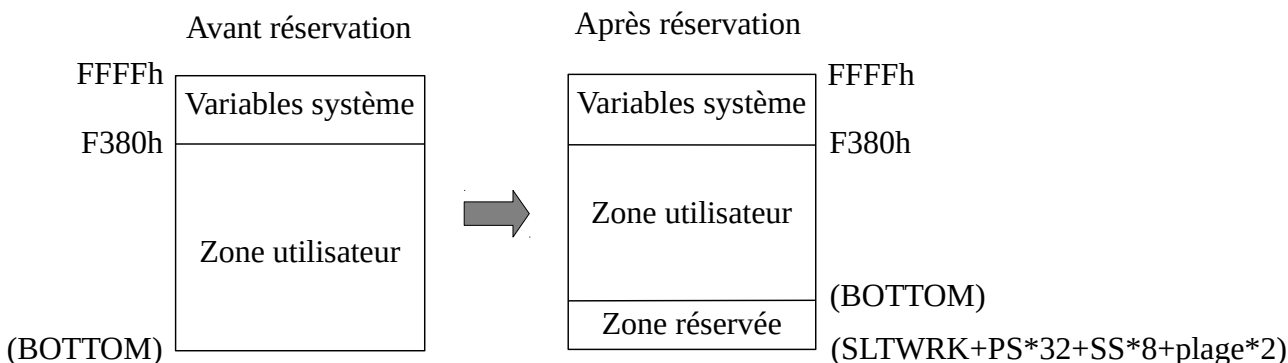 Avant réservation
FFFFh
Variables système
F380h
Zone utilisateur
(BOTTOM)
Après réservation
FFFFh
Variables système
F380h
Zone utilisateur
(BOTTOM)
Zone réservée
(SLTWRK+PS*32+SS*8+plage*2)